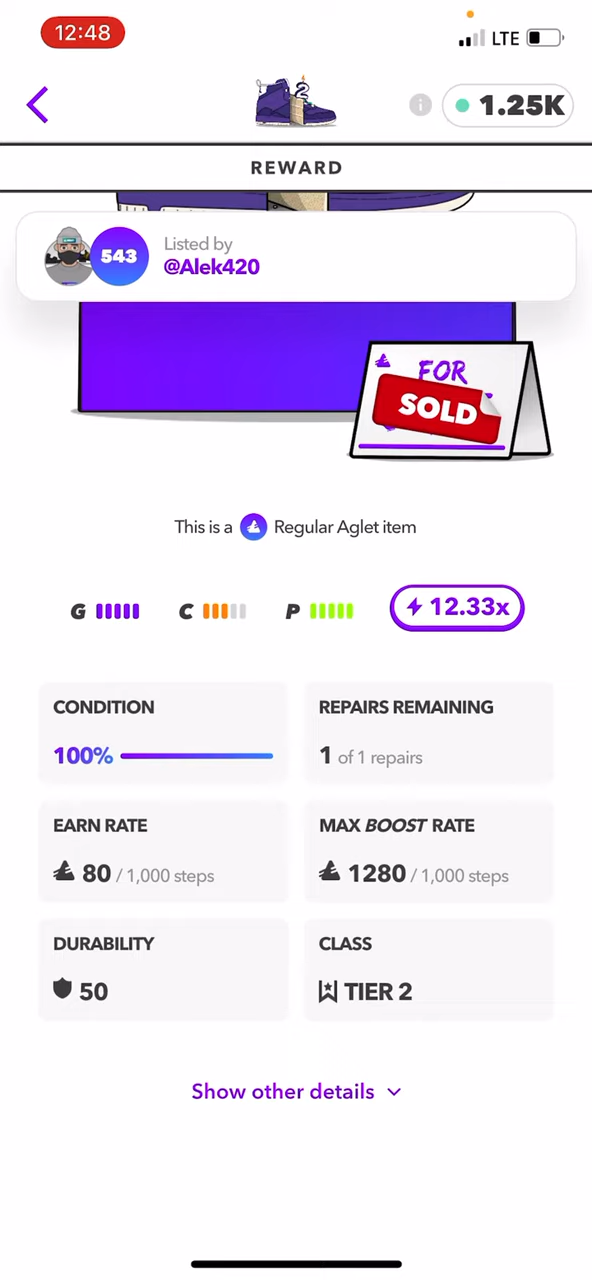 12:48
LTE
2
1.25K
REWARD
543
Listed by
@Alek420
FOR
SOLD
This is a Regular Aglet item
G C P 12.33x
CONDITION
100%
REPAIRS REMAINING
1 of 1 repairs
EARN RATE
80 / 1,000 steps
MAX BOOST RATE
1280 / 1,000 steps
DURABILITY
50
CLASS
TIER 2
Show other details